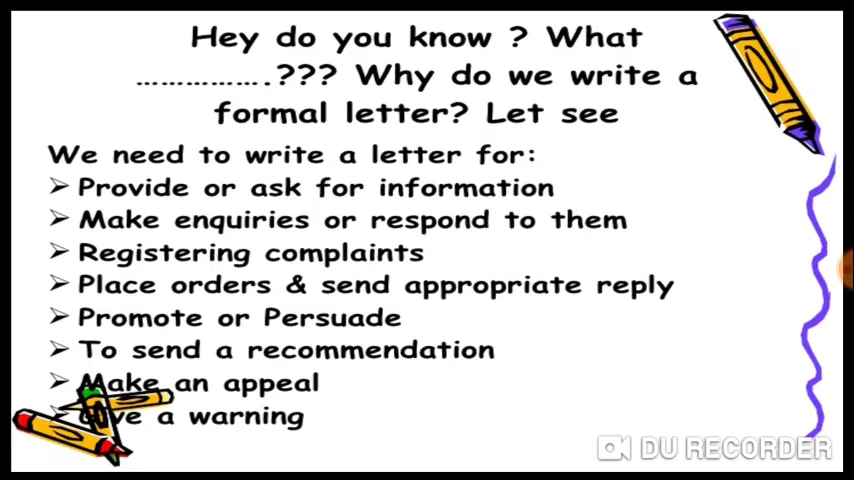 Hey do you know ? What
…………….??? Why do we write a
formal letter? Let see
We need to write a letter for:
➢ Provide or ask for information
➢ Make enquiries or respond to them
➢ Registering complaints
➢ Place orders & send appropriate reply
➢ Promote or Persuade
➢ To send a recommendation
➢ Make an appeal
➢ Give a warning
DU RECORDER